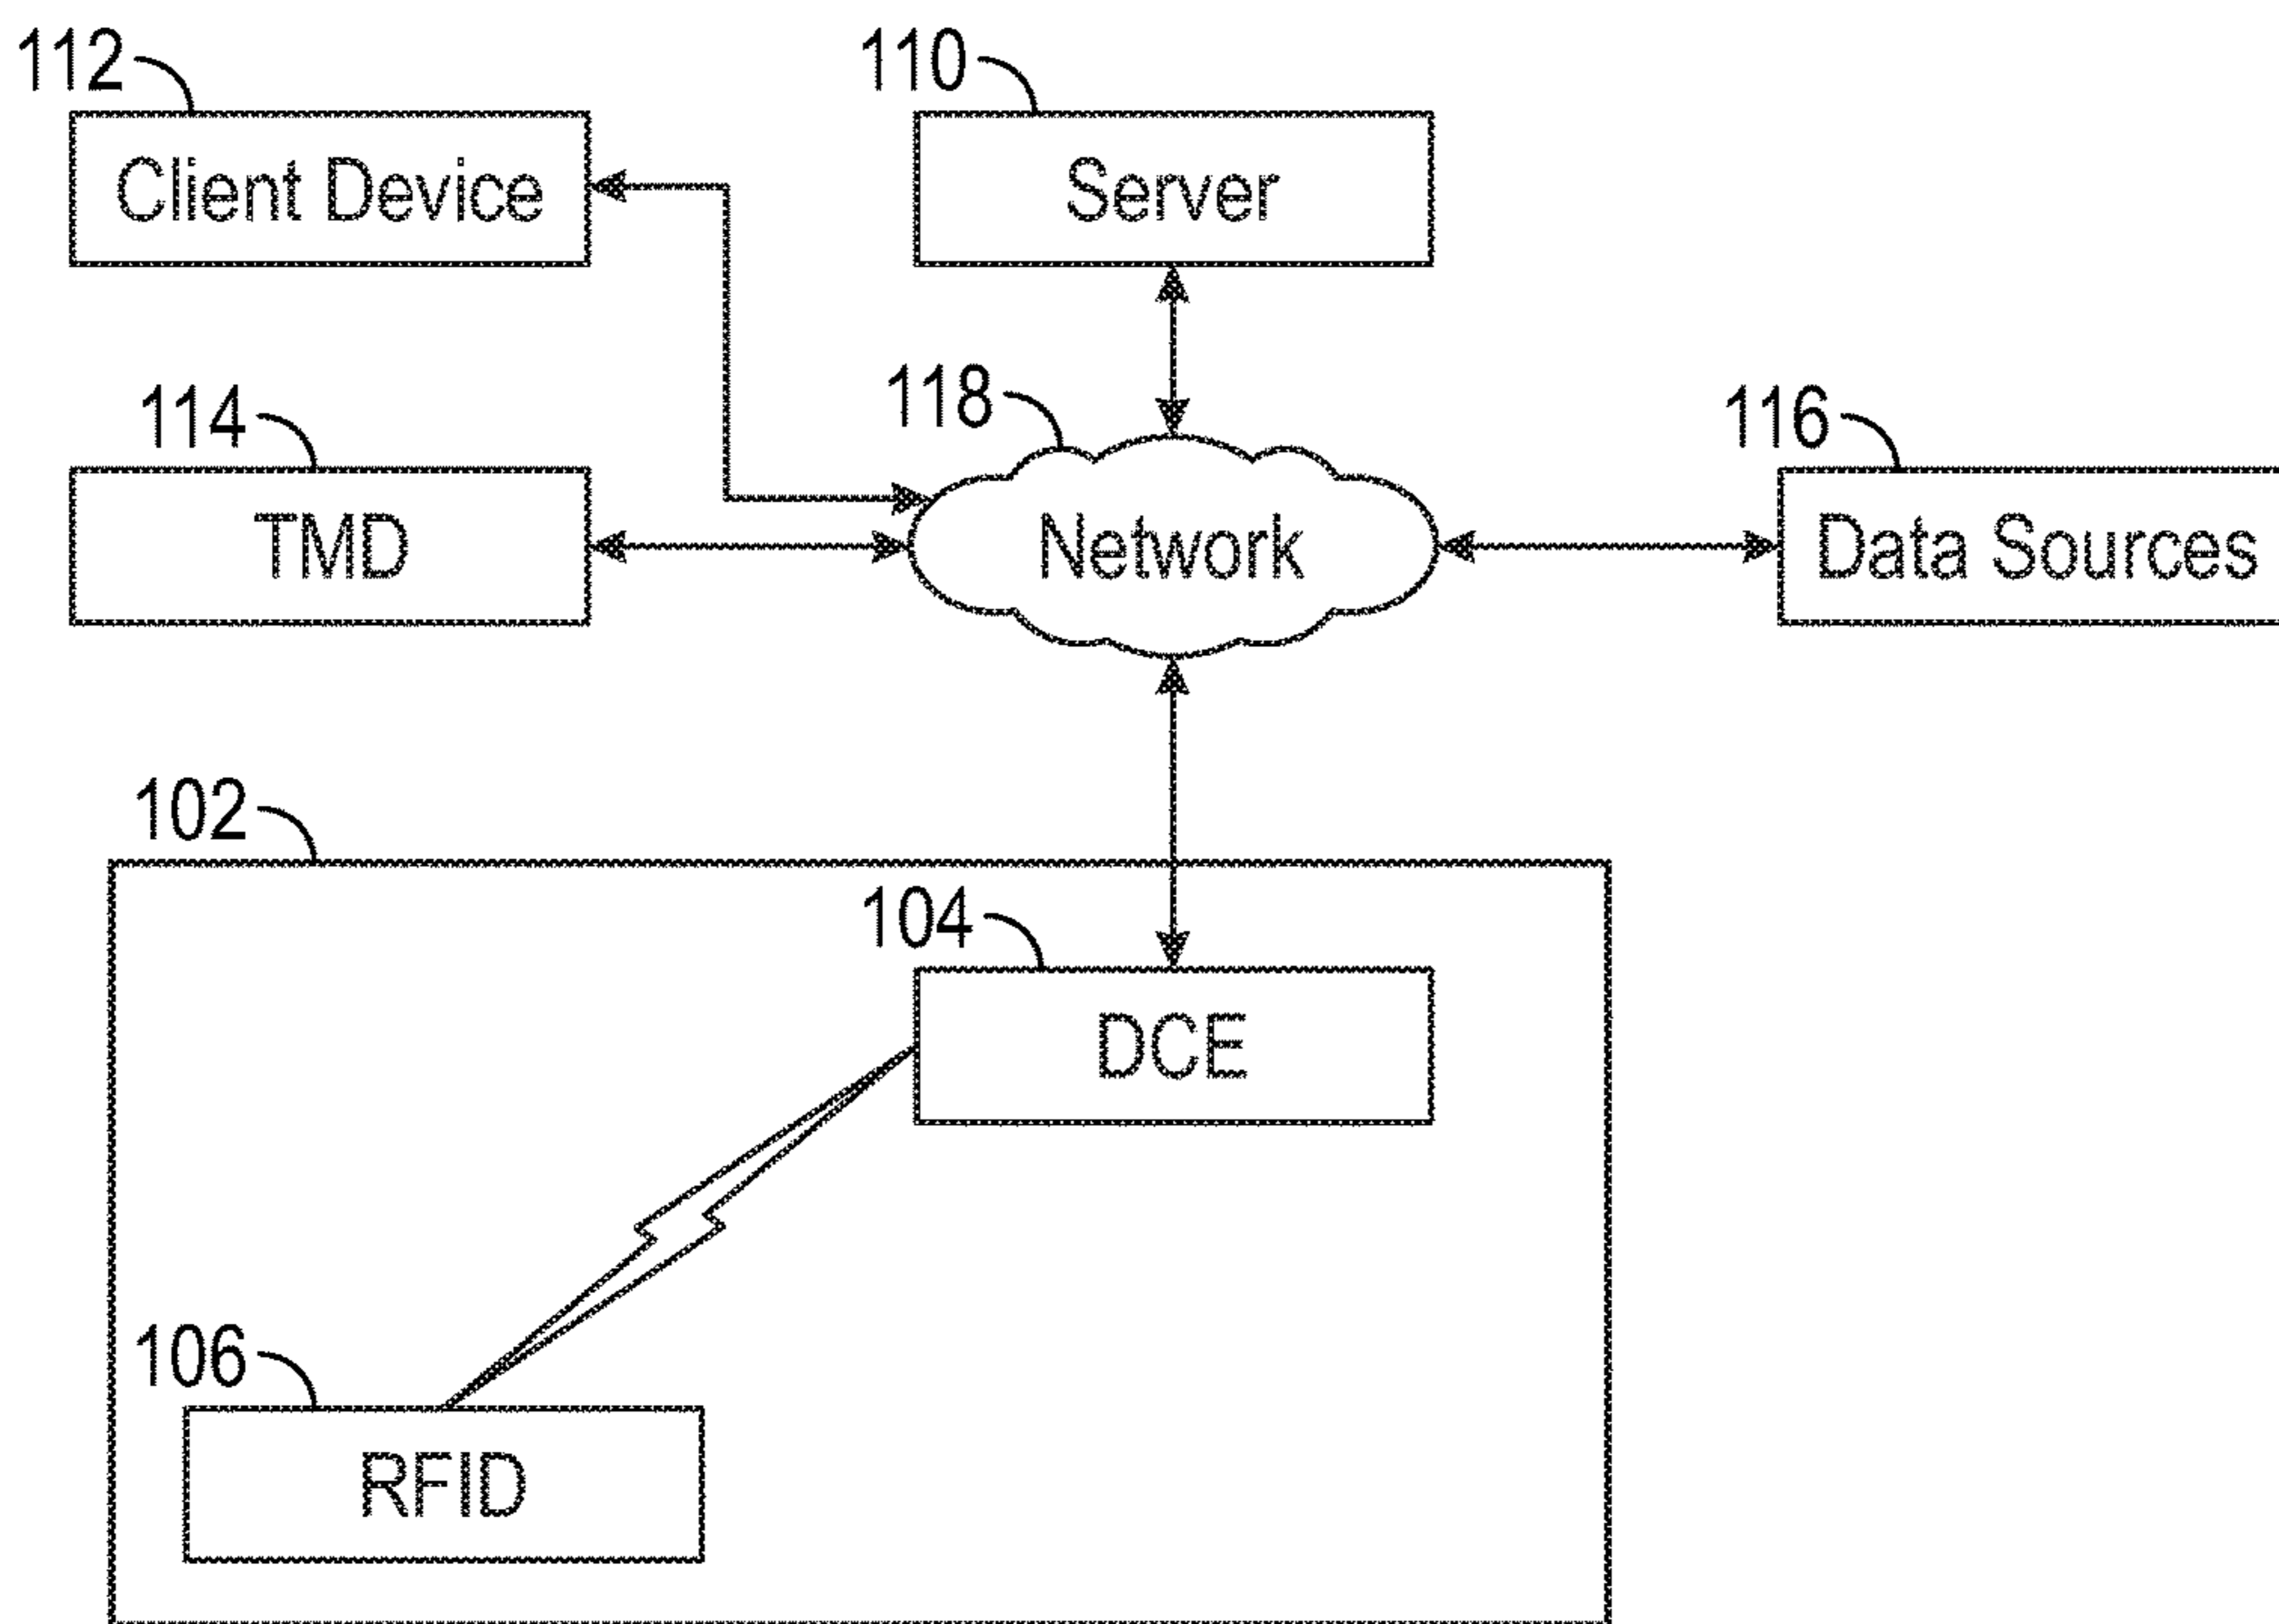 112
Client Device
110
Server
114
TMD
118
Network
116
Data Sources
102
104
DCE
106
RFID